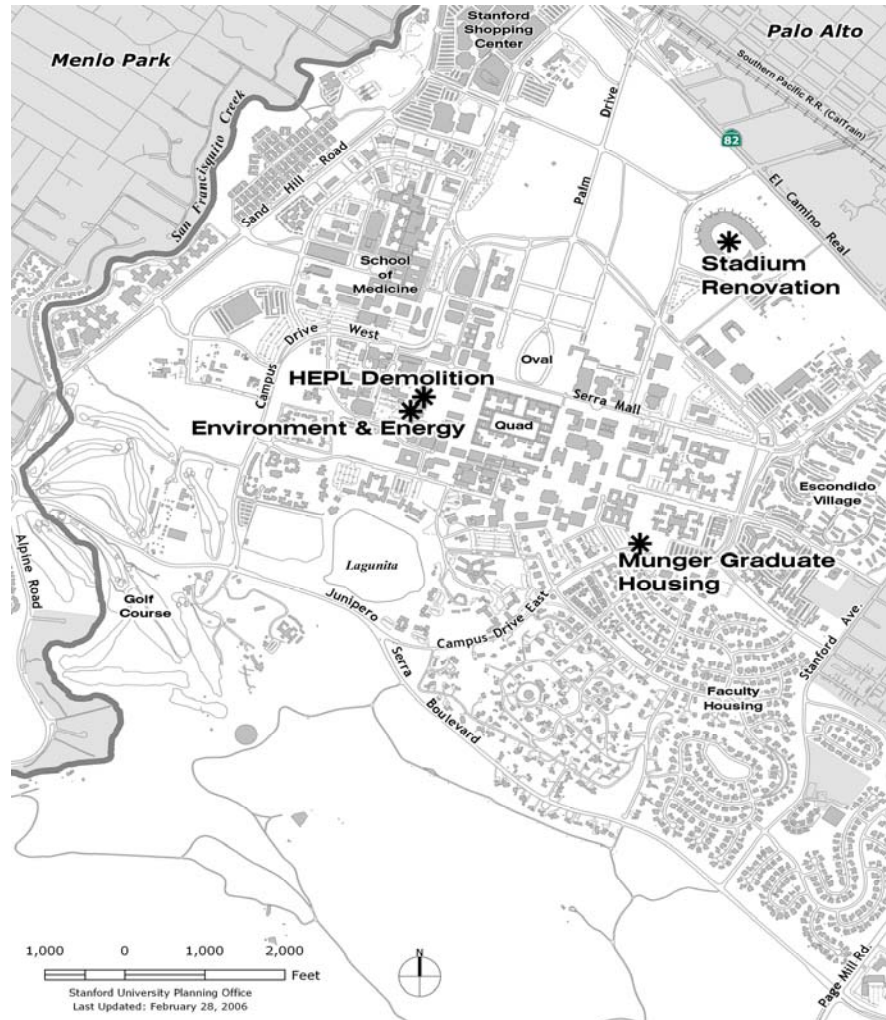 Stanford
Shopping
Center
Palo Alto
Menlo Park
Southern Pacific R.R. (CalTrain)
San Francisquito Creek
Drive
82
Sand Hill Road
Palm
El Camino Real
School
of
Medicine
Stadium
Renovation
Campus Drive West
Oval
HEPL Demolition
Serra Mall
Environment & Energy
Quad
Escondido
Village
Alpine Road
Lagunita
Munger Graduate
Housing
Golf
Course
Junipero
Serra
Boulevard
Campus Drive East
Stanford Ave.
Faculty
Housing
Page Mill Rd.
1,000 0 1,000 2,000
Feet
N
Stanford University Planning Office
Last Updated: February 28, 2006